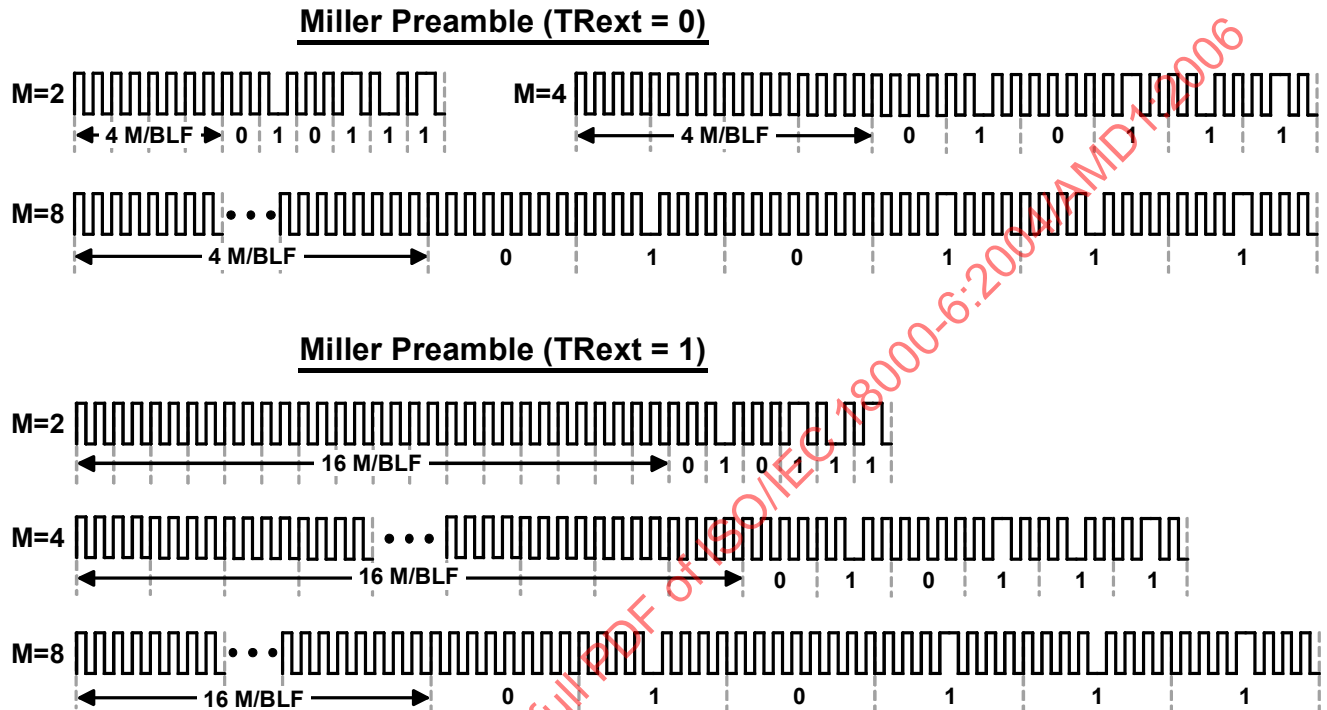 Miller Preamble (TRext = 0)
M=2
4 M/BLF 0 1 0 1 1 1
M=4
4 M/BLF 0 1 0 1 1 1
M=8
4 M/BLF 0 1 0 1 1 1
Miller Preamble (TRext = 1)
M=2
16 M/BLF 0 1 0 1 1 1
M=4
16 M/BLF 0 1 0 1 1 1
M=8
16 M/BLF 0 1 0 1 1 1
full PDF of ISO/IEC 18000-6:2004/AMD1:2006